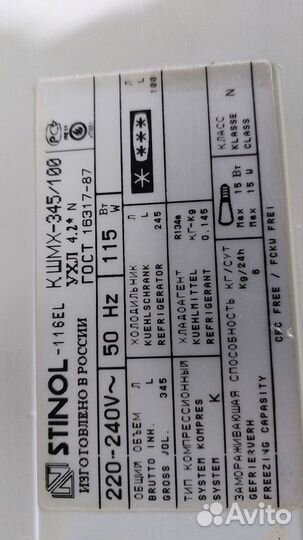 STINOL-116EL КШМХ-345/100
УХЛ 4.2* N
ИЗГОТОВЛЕНО В РОССИИ ГОСТ 16317-87
220-240V~ 50 Hz 115 Вт W
ОБЩИЙ ОБЪЕМ Л
BRUTTO INH. L
GROSS JOL. 345
ХОЛОДИЛЬНИК Л
KUEHLSCHRANK L
REFRIGERATOR 245
Л
L
100
ТИП КОМПРЕССИОННЫЙ
SYSTEM KOMPRES
SYSTEM K
ХЛАДОАГЕНТ КГ-Kg
KUEHLMITTEL R134a
REFRIGERANT 0.145
КЛАСС
KLASSE N
CLASS
ЗАМОРАЖИВАЮЩАЯ СПОСОБНОСТЬ КГ/СУТ
GEFRIERVERM Kg/24h
FREEZING CAPACITY 6
Max 15 Вт
Max 15 W
CFC FREE / FCKW FREI
Avito